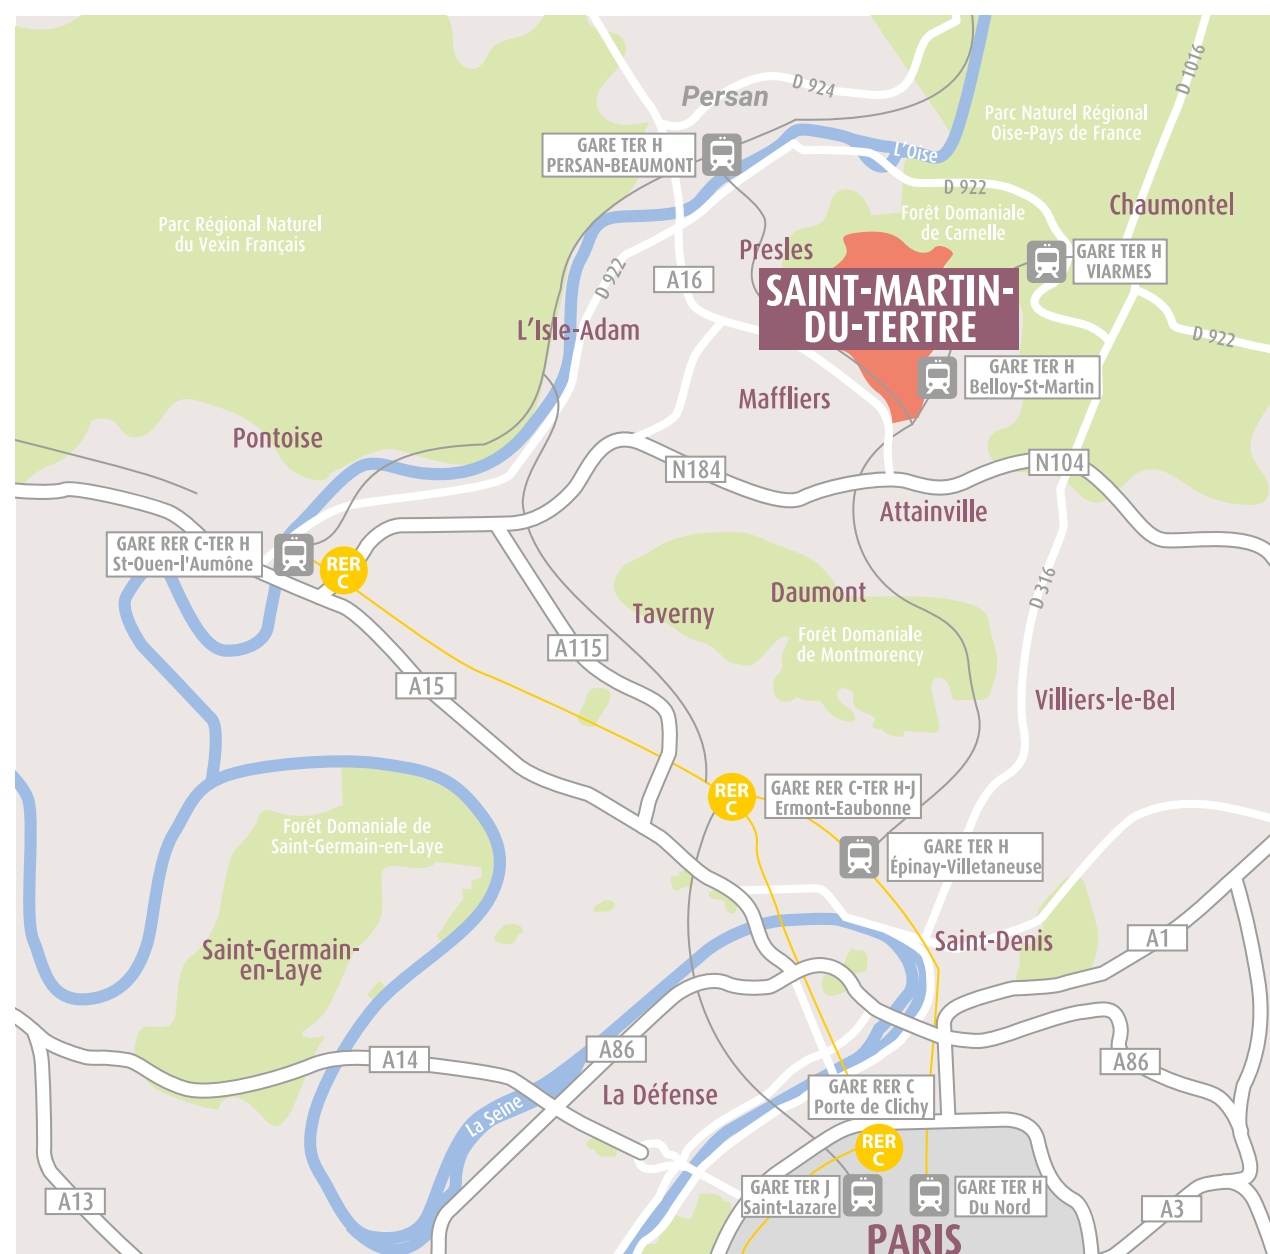 D 924
D 1016
Persan
Parc Naturel Régional
Oise-Pays de France
GARE TER H
PERSAN-BEAUMONT
L'Oise
D 922
Chaumontel
Forêt Domaniale
de Carnelle
Parc Régional Naturel
du Vexin Français
Presles
GARE TER H
VIARMES
D 922
A16
SAINT-MARTIN-
DU-TERTRE
L'Isle-Adam
D 922
GARE TER H
Belloy-St-Martin
Maffliers
Pontoise
N184
N104
Attainville
GARE RER C-TER H
St-Ouen-l'Aumône
RER
C
D 316
Daumont
Taverny
Forêt Domaniale
de Montmorency
A115
A15
Villiers-le-Bel
RER
C
GARE RER C-TER H-J
Ermont-Eaubonne
Forêt Domaniale de
Saint-Germain-en-Laye
GARE TER H
Épinay-Villetaneuse
Saint-Germain-
en-Laye
Saint-Denis
A1
A86
A14
A86
La Défense
GARE RER C
Porte de Clichy
La Seine
RER
C
A13
GARE TER J
Saint-Lazare
GARE TER H
Du Nord
A3
PARIS